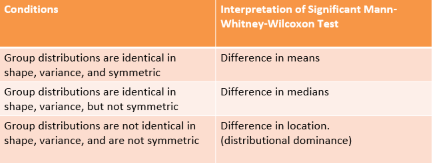 Conditions
Interpretation of Significant Mann-
Whitney-Wilcoxon Test
Group distributions are identical in
shape, variance, and symmetric
Difference in means
Group distributions are identical in
shape, variance, but not symmetric
Difference in medians
Group distributions are not identical in
shape, variance, and are not symmetric
Difference in location.
(distributional dominance)